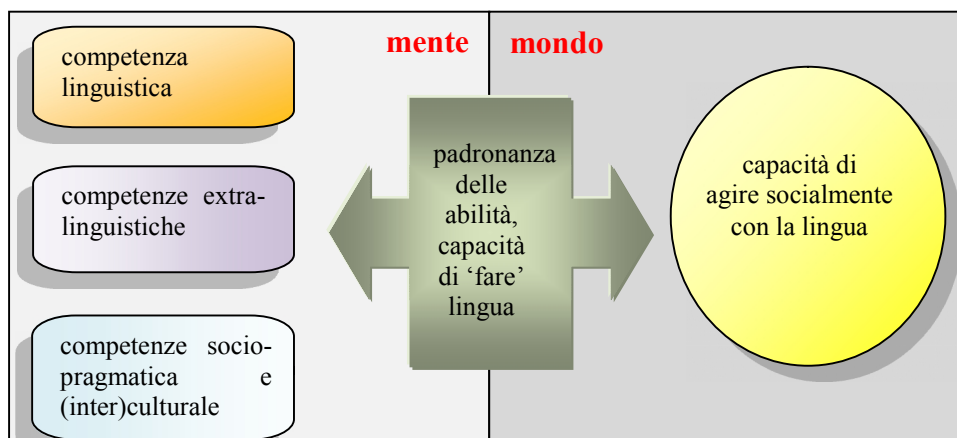 mente mondo
competenza
linguistica
competenze extra-
linguistiche
competenze socio-
pragmatica e
(inter)culturale
padronanza
delle
abilità,
capacità
di ‘fare’
lingua
capacità di
agire socialmente
con la lingua